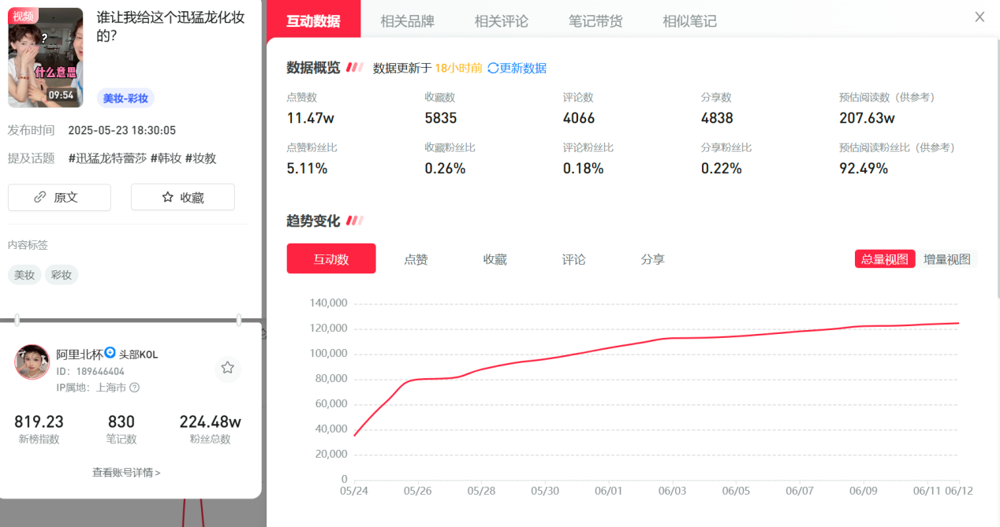 视频
?
什么意思
09:54
谁让我给这个迅猛龙化妆
的?
美妆-彩妆
发布时间 2025-05-23 18:30:05
提及话题 #迅猛龙特蕾莎 #韩妆 #妆教
原文 收藏
内容标签
美妆 彩妆
阿里北杯 头部KOL
ID: 189646404
IP属地: 上海市 ?
819.23 830 224.48w
新榜指数 笔记数 粉丝总数
查看账号详情 >
互动数据 相关品牌 相关评论 笔记带货 相似笔记
数据概览 数据更新于 18小时前 更新数据
点赞数 收藏数 评论数 分享数 预估阅读数（供参考）
11.47w 5835 4066 4838 207.63w
点赞粉丝比 收藏粉丝比 评论粉丝比 分享粉丝比 预估阅读粉丝比（供参考）
5.11% 0.26% 0.18% 0.22% 92.49%
趋势变化
互动数 点赞 收藏 评论 分享 总量视图 增量视图
140,000
120,000
100,000
80,000
60,000
40,000
20,000
0
05/24 05/26 05/28 05/30 06/01 06/03 06/05 06/07 06/09 06/11 06/12